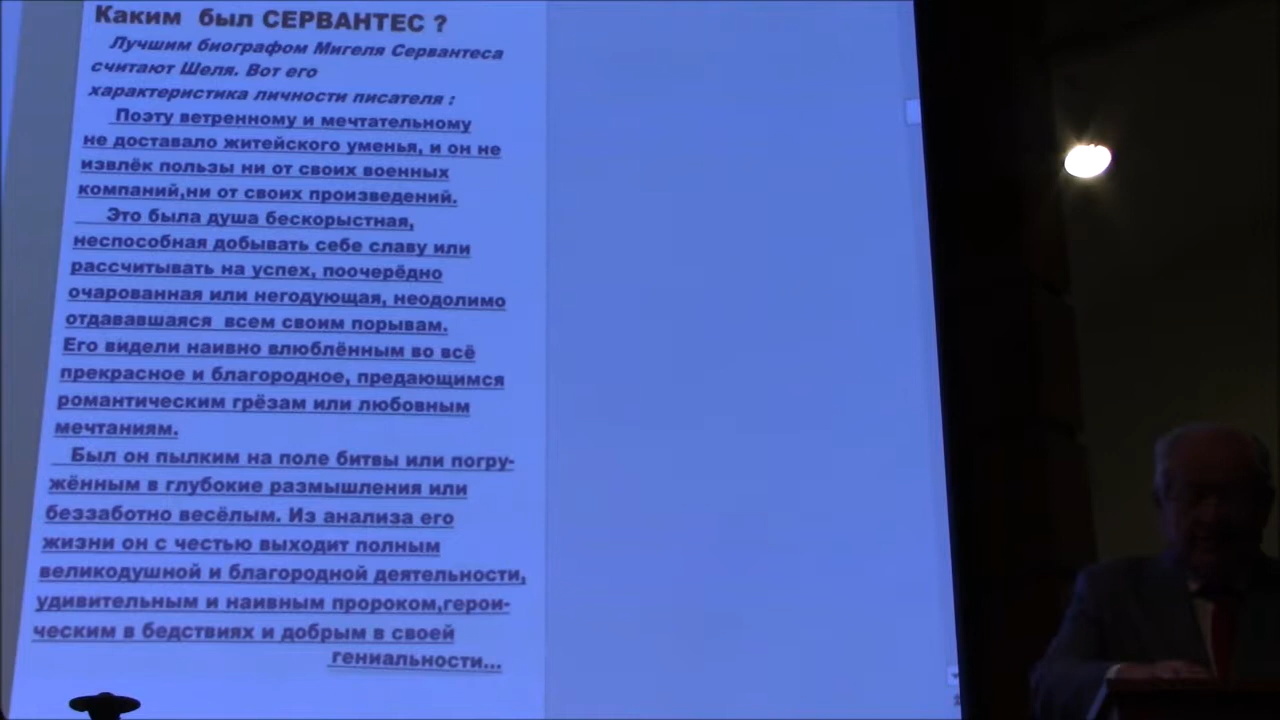 Каким был СЕРВАНТЕС ?
Лучшим биографом Мигеля Сервантеса
считают Шеля. Вот его
характеристика личности писателя :
Поэту ветренному и мечтательному
не доставало житейского уменья, и он не
извлёк пользы ни от своих военных
компаний,ни от своих произведений.
Это была душа бескорыстная,
неспособная добывать себе славу или
рассчитывать на успех, поочерёдно
очарованная или негодующая, неодолимо
отдававшаяся всем своим порывам.
Его видели наивно влюблённым во всё
прекрасное и благородное, предающимся
романтическим грёзам или любовным
мечтаниям.
Был он пылким на поле битвы или погру-
жённым в глубокие размышления или
беззаботно весёлым. Из анализа его
жизни он с честью выходит полным
великодушной и благородной деятельности,
удивительным и наивным пророком,герои-
ческим в бедствиях и добрым в своей
гениальности...